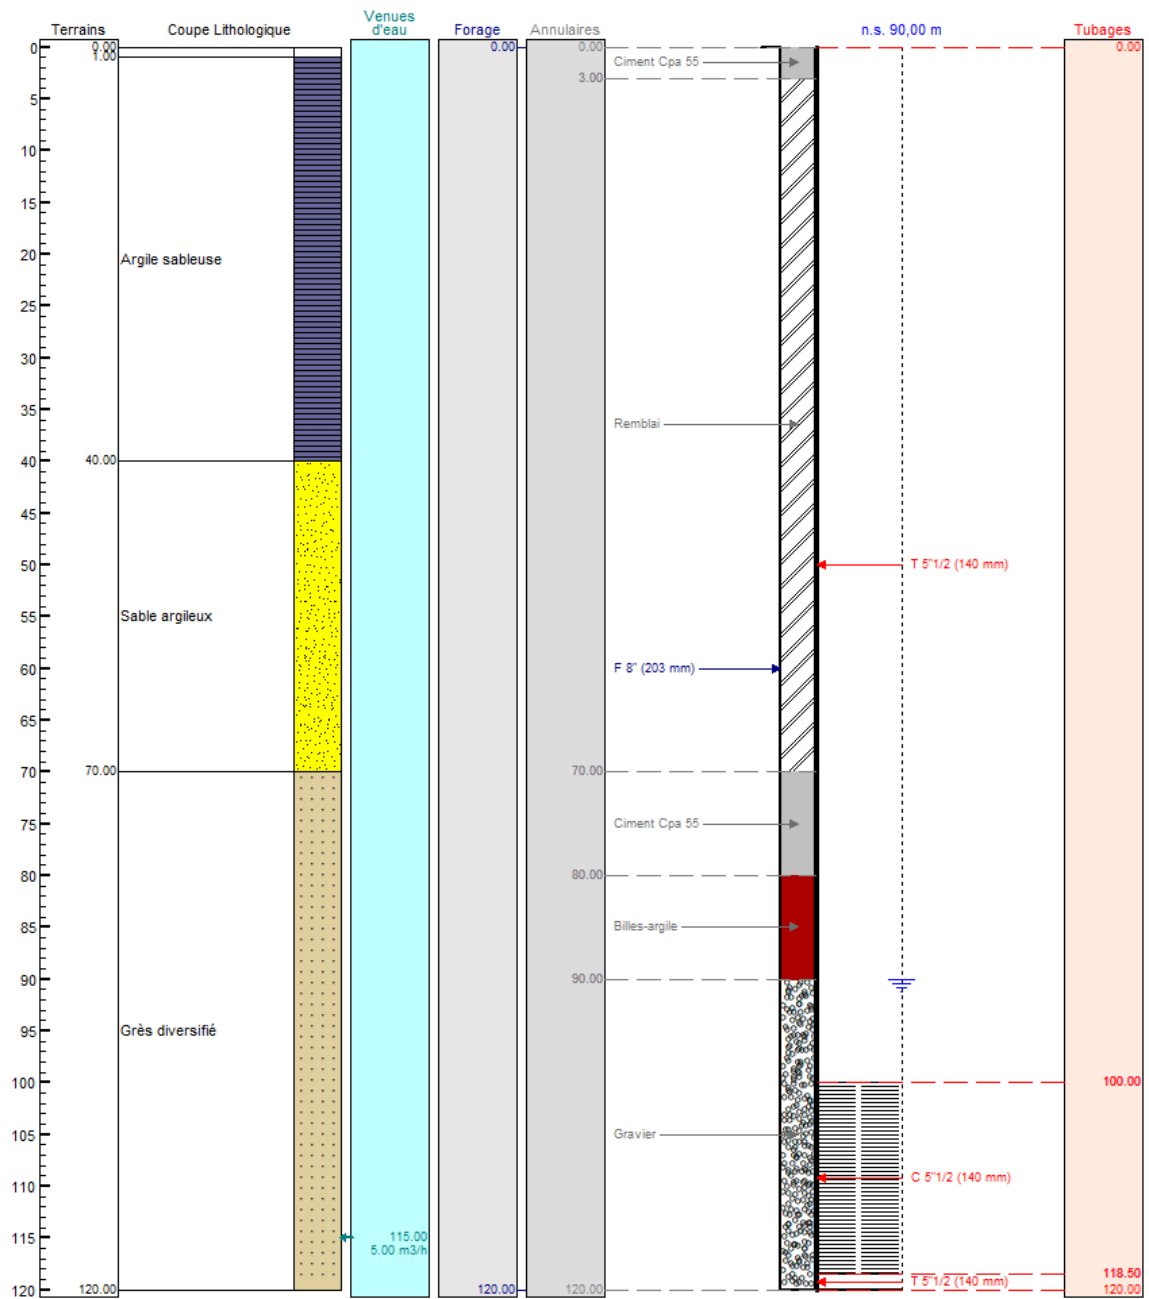 Terrains
Coupe Lithologique
Venues
d'eau
Forage
Annulaires
n.s. 90,00 m
Tubages
0
5
10
15
20
25
30
35
40
45
50
55
60
65
70
75
80
85
90
95
100
105
110
115
120
0.00
1.00
40.00
70.00
120.00
Argile sableuse
Sable argileux
Grès diversifié
115.00
5.00 m3/h
0.00
120.00
0.00
3.00
70.00
80.00
90.00
120.00
Ciment Cpa 55
Remblai
F 8" (203 mm)
Ciment Cpa 55
Billes-argile
Gravier
T 5"1/2 (140 mm)
C 5"1/2 (140 mm)
T 5"1/2 (140 mm)
0.00
100.00
118.50
120.00